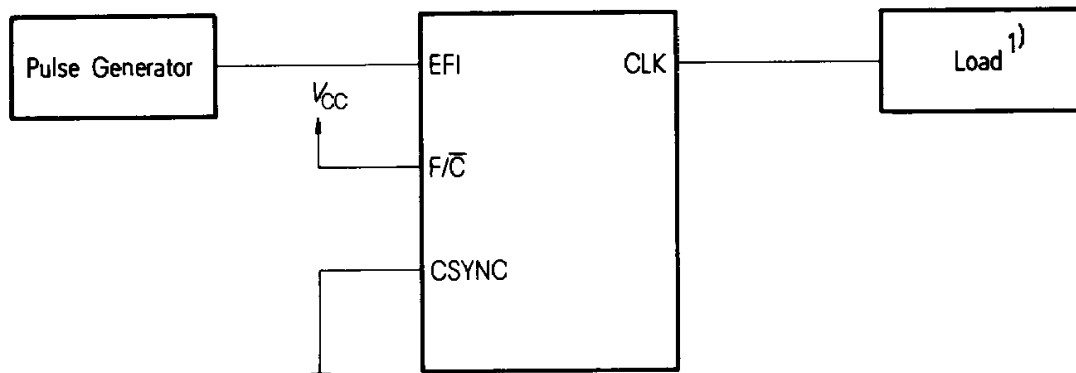 Pulse Generator
EFI
CLK
Load 1)
VCC
F/C̅
CSYNC